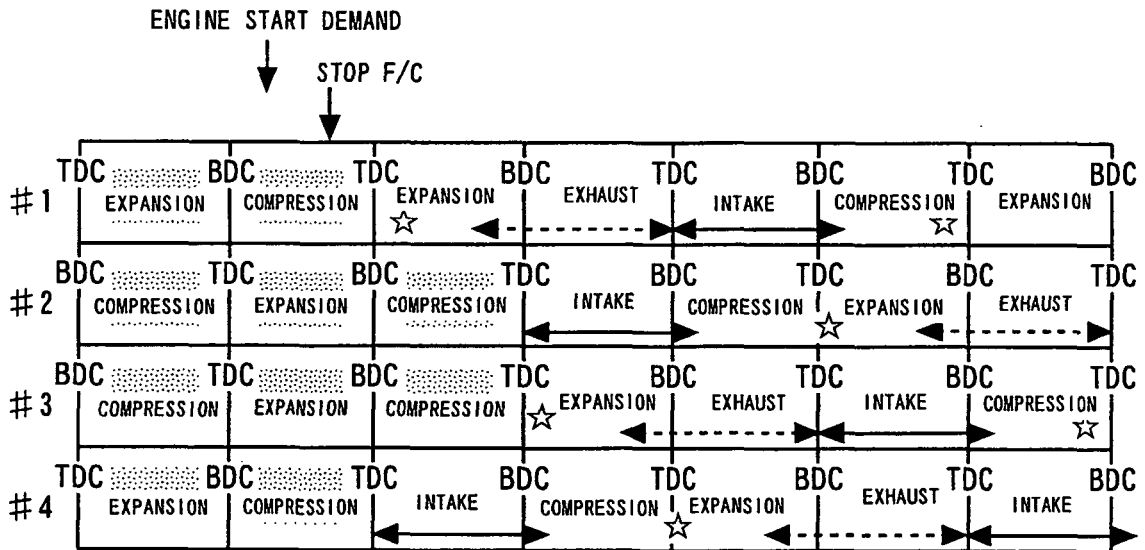 ENGINE START DEMAND
STOP F/C
TDC BDC TDC BDC TDC BDC TDC BDC
#1 EXPANSION COMPRESSION EXPANSION EXHAUST INTAKE COMPRESSION EXPANSION
BDC TDC BDC TDC BDC TDC BDC TDC
#2 COMPRESSION EXPANSION COMPRESSION INTAKE COMPRESSION EXPANSION EXHAUST
BDC TDC BDC TDC BDC TDC BDC TDC
#3 COMPRESSION EXPANSION COMPRESSION EXPANSION EXHAUST INTAKE COMPRESSION
TDC BDC TDC BDC TDC BDC TDC BDC
#4 EXPANSION COMPRESSION INTAKE COMPRESSION EXPANSION EXHAUST INTAKE